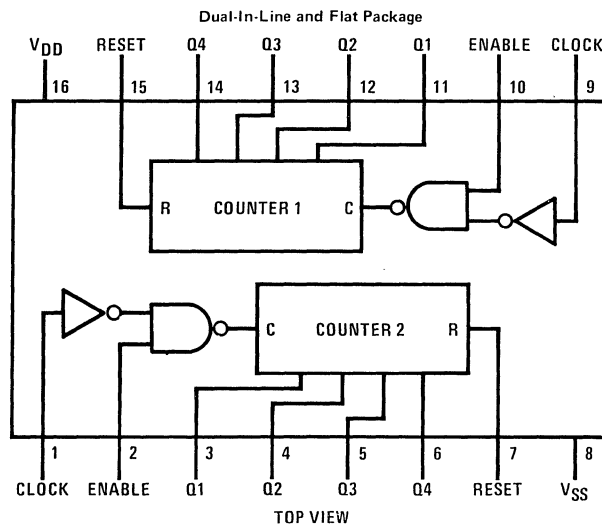 Dual-In-Line and Flat Package
VDD RESET Q4 Q3 Q2 Q1 ENABLE CLOCK
16 15 14 13 12 11 10 9
R COUNTER 1 C
C COUNTER 2 R
1 2 3 4 5 6 7 8
CLOCK ENABLE Q1 Q2 Q3 Q4 RESET VSS
TOP VIEW